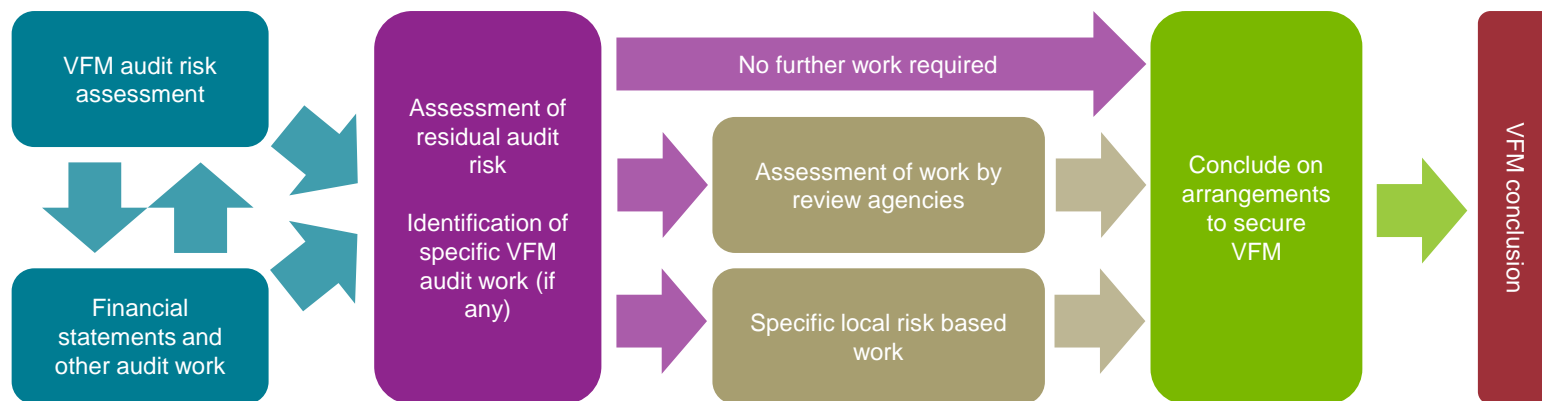 VFM audit risk
assessment
Financial
statements and
other audit work
Assessment of
residual audit
risk
Identification of
specific VFM
audit work (if
any)
No further work required
Assessment of work by
review agencies
Specific local risk based
work
Conclude on
arrangements
to secure
VFM
VFM conclusion